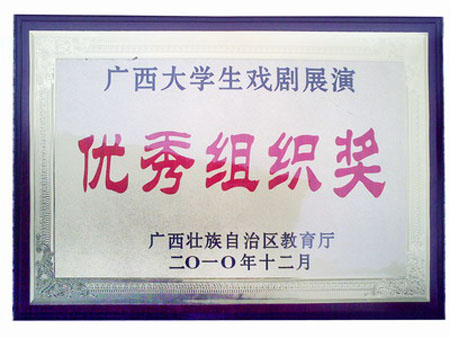 广西大学生戏剧展演
优秀组织奖
广西壮族自治区教育厅
二〇一〇年十二月